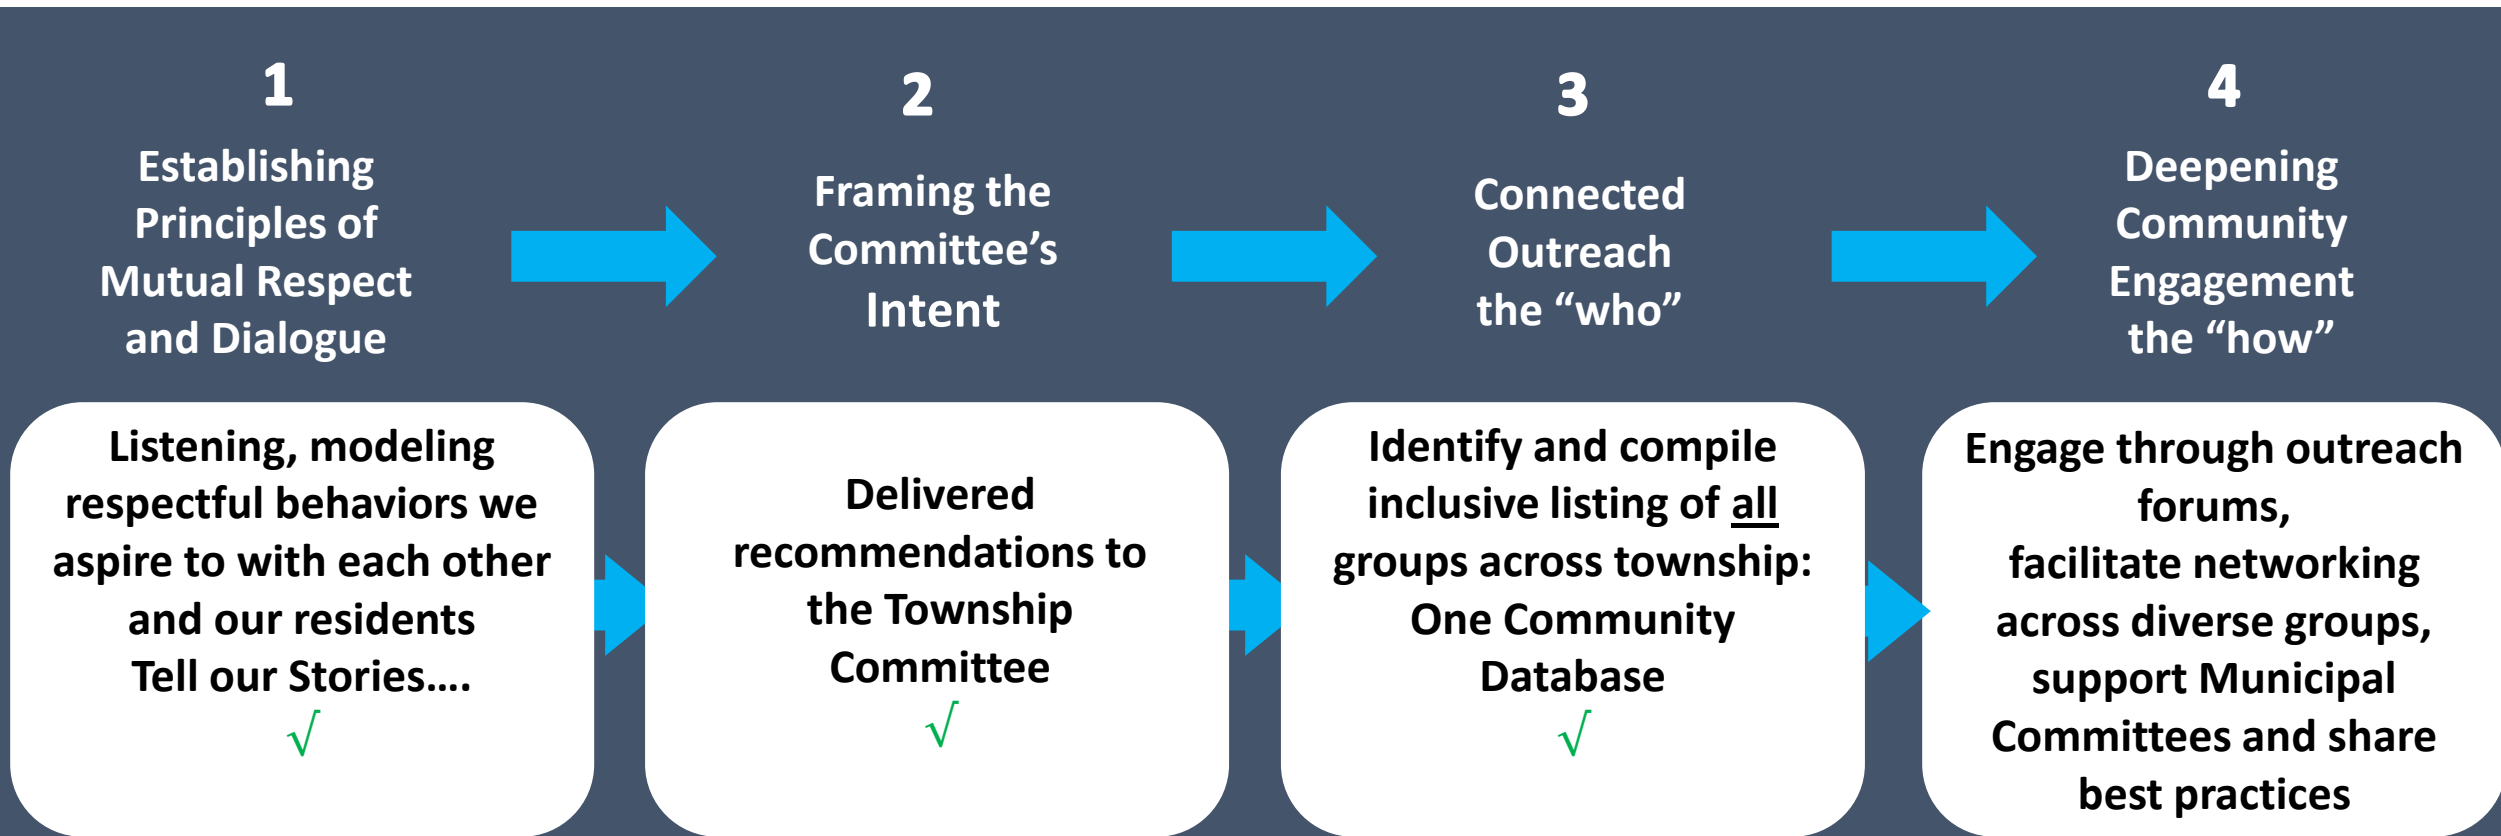 1
Establishing
Principles of
Mutual Respect
and Dialogue
2
Framing the
Committee’s
Intent
3
Connected
Outreach
the “who”
4
Deepening
Community
Engagement
the “how”
Listening, modeling
respectful behaviors we
aspire to with each other
and our residents
Tell our Stories....
√
Delivered
recommendations to
the Township
Committee
√
Identify and compile
inclusive listing of all
groups across township:
One Community
Database
√
Engage through outreach
forums,
facilitate networking
across diverse groups,
support Municipal
Committees and share
best practices